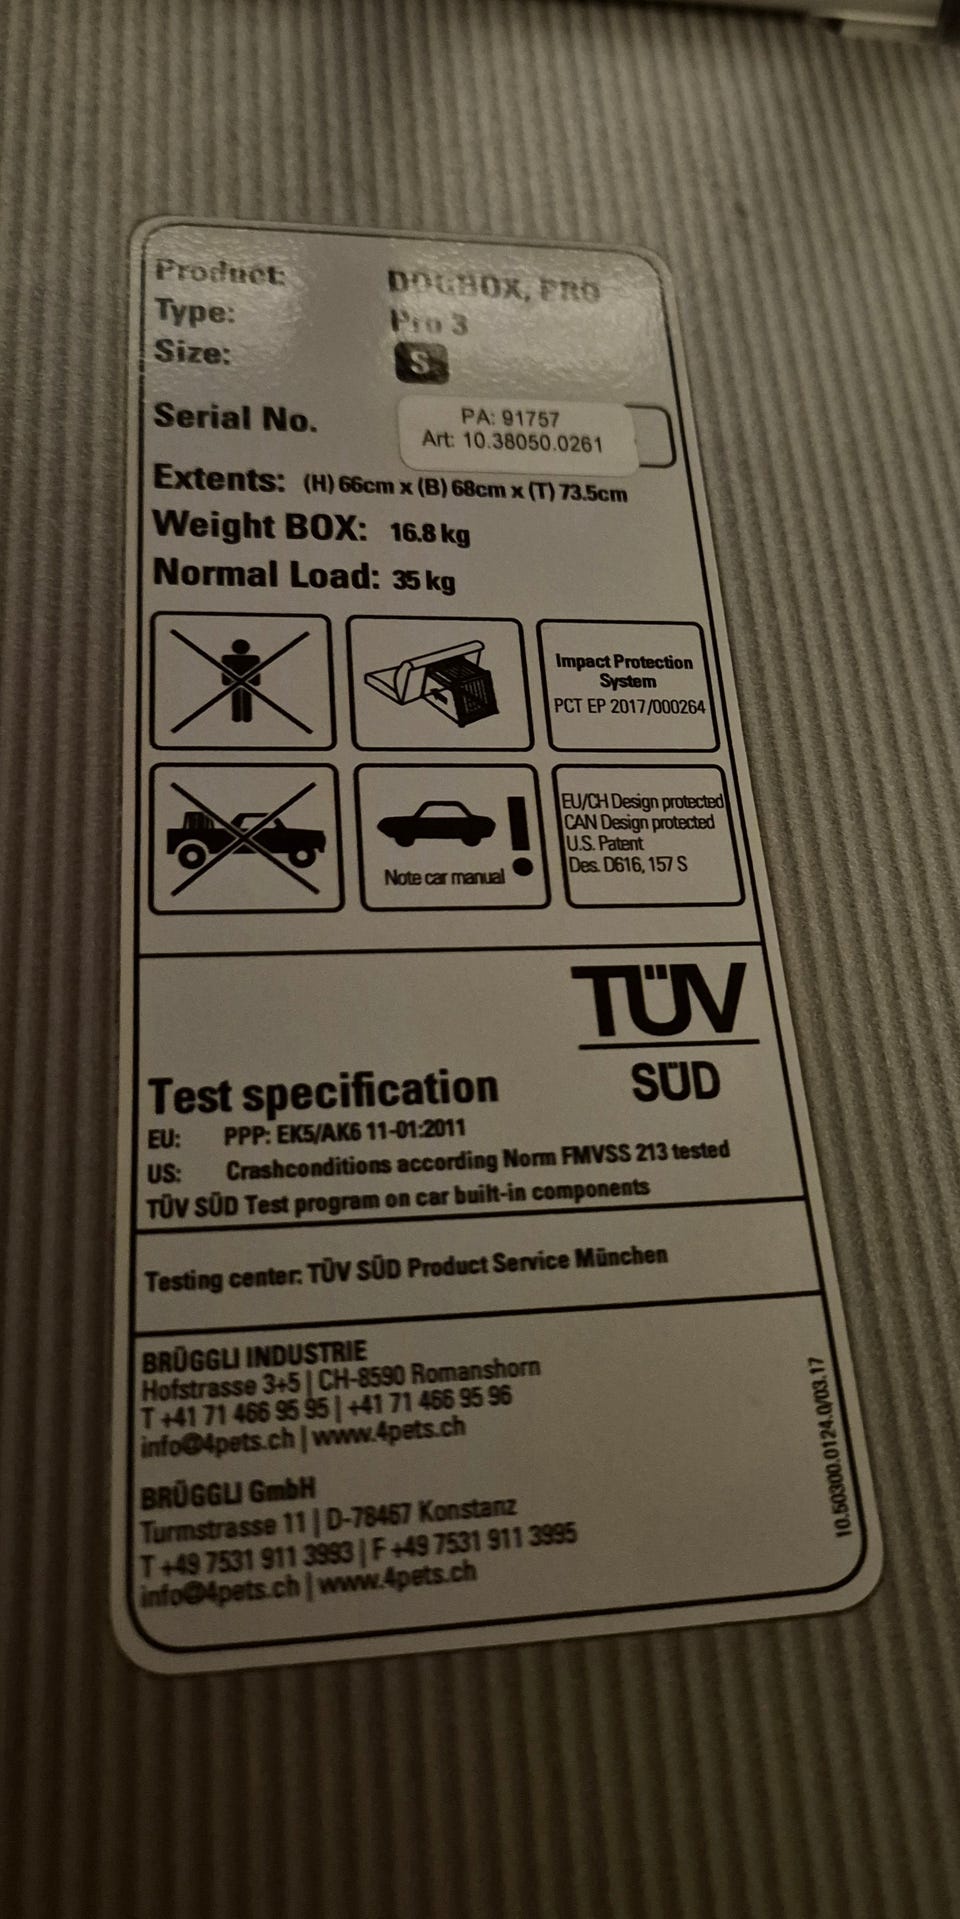 Product: DOGBOX, PRO
Type: Pro 3
Size: S
Serial No.
PA: 91757
Art: 10.38050.0261
Extents: (H) 66cm x (B) 68cm x (T) 73.5cm
Weight BOX: 16.8 kg
Normal Load: 35 kg
Impact Protection
System
PCT EP 2017/000264
Note car manual
EU/CH Design protected
CAN Design protected
U.S. Patent
Des. D616, 157 S
TÜV
SÜD
Test specification
EU: PPP: EK5/AK6 11-01:2011
US: Crashconditions according Norm FMVSS 213 tested
TÜV SÜD Test program on car built-in components
Testing center: TÜV SÜD Product Service München
BRÜGGLI INDUSTRIE
Hofstrasse 3+5 | CH-8590 Romanshorn
T +41 71 466 95 95 | +41 71 466 95 96
info@4pets.ch | www.4pets.ch
BRÜGGLI GmbH
Turmstrasse 11 | D-78467 Konstanz
T +49 7531 911 3993 | F +49 7531 911 3995
info@4pets.ch | www.4pets.ch
10.50300.0124.0/03.17